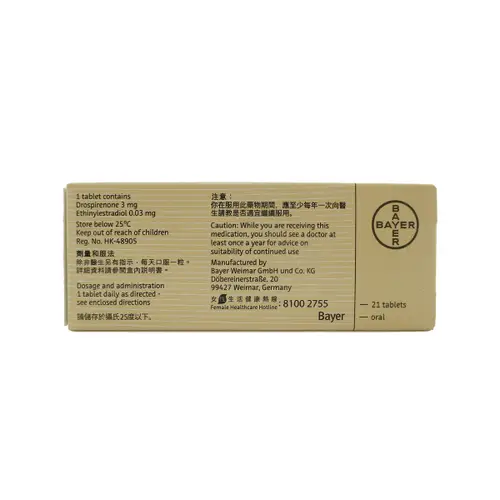 1 tablet contains
Drospirenone 3 mg
Ethinylestradiol 0.03 mg
Store below 25°C
Keep out of reach of children
Reg. No. HK-48905
劑量和服法
除非醫生另有指示，每天口服一粒。
詳細資料請參閱盒內說明書。
Dosage and administration
1 tablet daily as directed -
see enclosed directions
請儲存於攝氏25度以下。
注意：
你在服用此藥物期間，應至少每年一次向醫
生請教是否適宜繼續服用。
Caution: While you are receiving this
medication, you should see a doctor at
least once a year for advice on
suitability of continued use
Manufactured by
Bayer Weimar GmbH und Co. KG
Döbereinerstraße, 20
99427 Weimar, Germany
女性生活健康熱線
Female Healthcare Hotline : 8100 2755
Bayer
BAYER
BAYER
21 tablets
oral